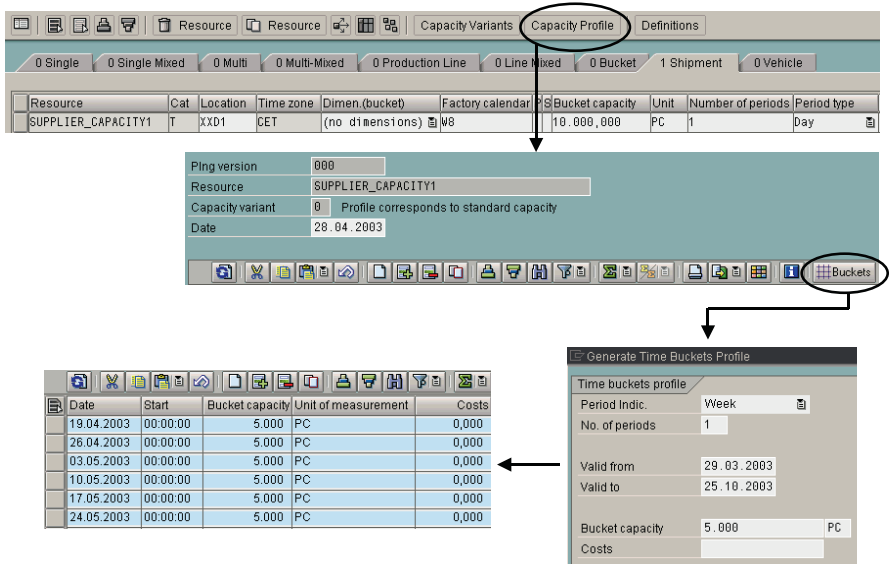 Resource Resource Capacity Variants Capacity Profile Definitions
0 Single 0 Single Mixed 0 Multi 0 Multi-Mixed 0 Production Line 0 Line Mixed 0 Bucket 1 Shipment 0 Vehicle
Resource Cat Location Time zone Dimen.(bucket) Factory calendar P S Bucket capacity Unit Number of periods Period type
SUPPLIER_CAPACITY1 T XXD1 CET (no dimensions) W8 10.000,000 PC 1 Day
Plng version 000
Resource SUPPLIER_CAPACITY1
Capacity variant 0 Profile corresponds to standard capacity
Date 28.04.2003
Buckets
Generate Time Buckets Profile
Time buckets profile
Period Indic. Week
No. of periods 1
Valid from 29.03.2003
Valid to 25.10.2003
Bucket capacity 5.000 PC
Costs
Date Start Bucket capacity Unit of measurement Costs
19.04.2003 00:00:00 5.000 PC 0,000
26.04.2003 00:00:00 5.000 PC 0,000
03.05.2003 00:00:00 5.000 PC 0,000
10.05.2003 00:00:00 5.000 PC 0,000
17.05.2003 00:00:00 5.000 PC 0,000
24.05.2003 00:00:00 5.000 PC 0,000